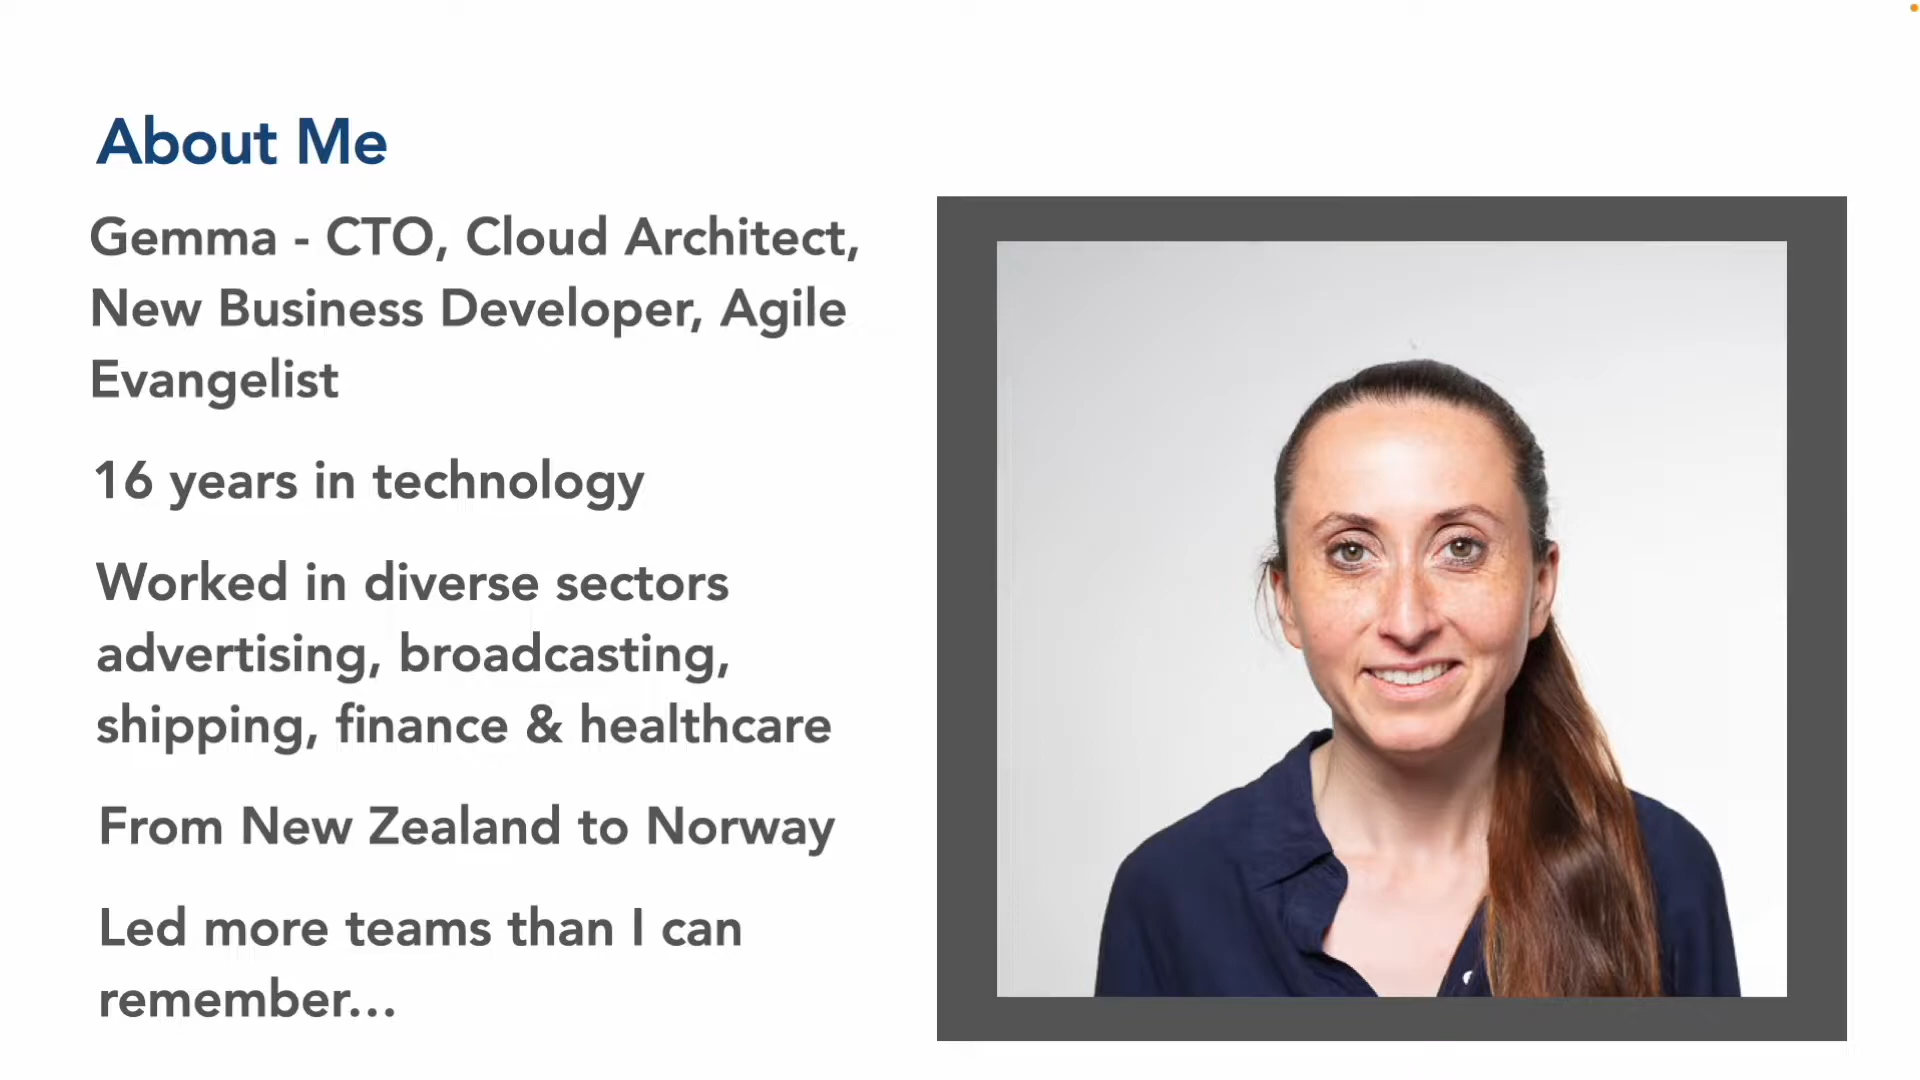 About Me
Gemma - CTO, Cloud Architect,
New Business Developer, Agile
Evangelist
16 years in technology
Worked in diverse sectors
advertising, broadcasting,
shipping, finance & healthcare
From New Zealand to Norway
Led more teams than I can
remember...